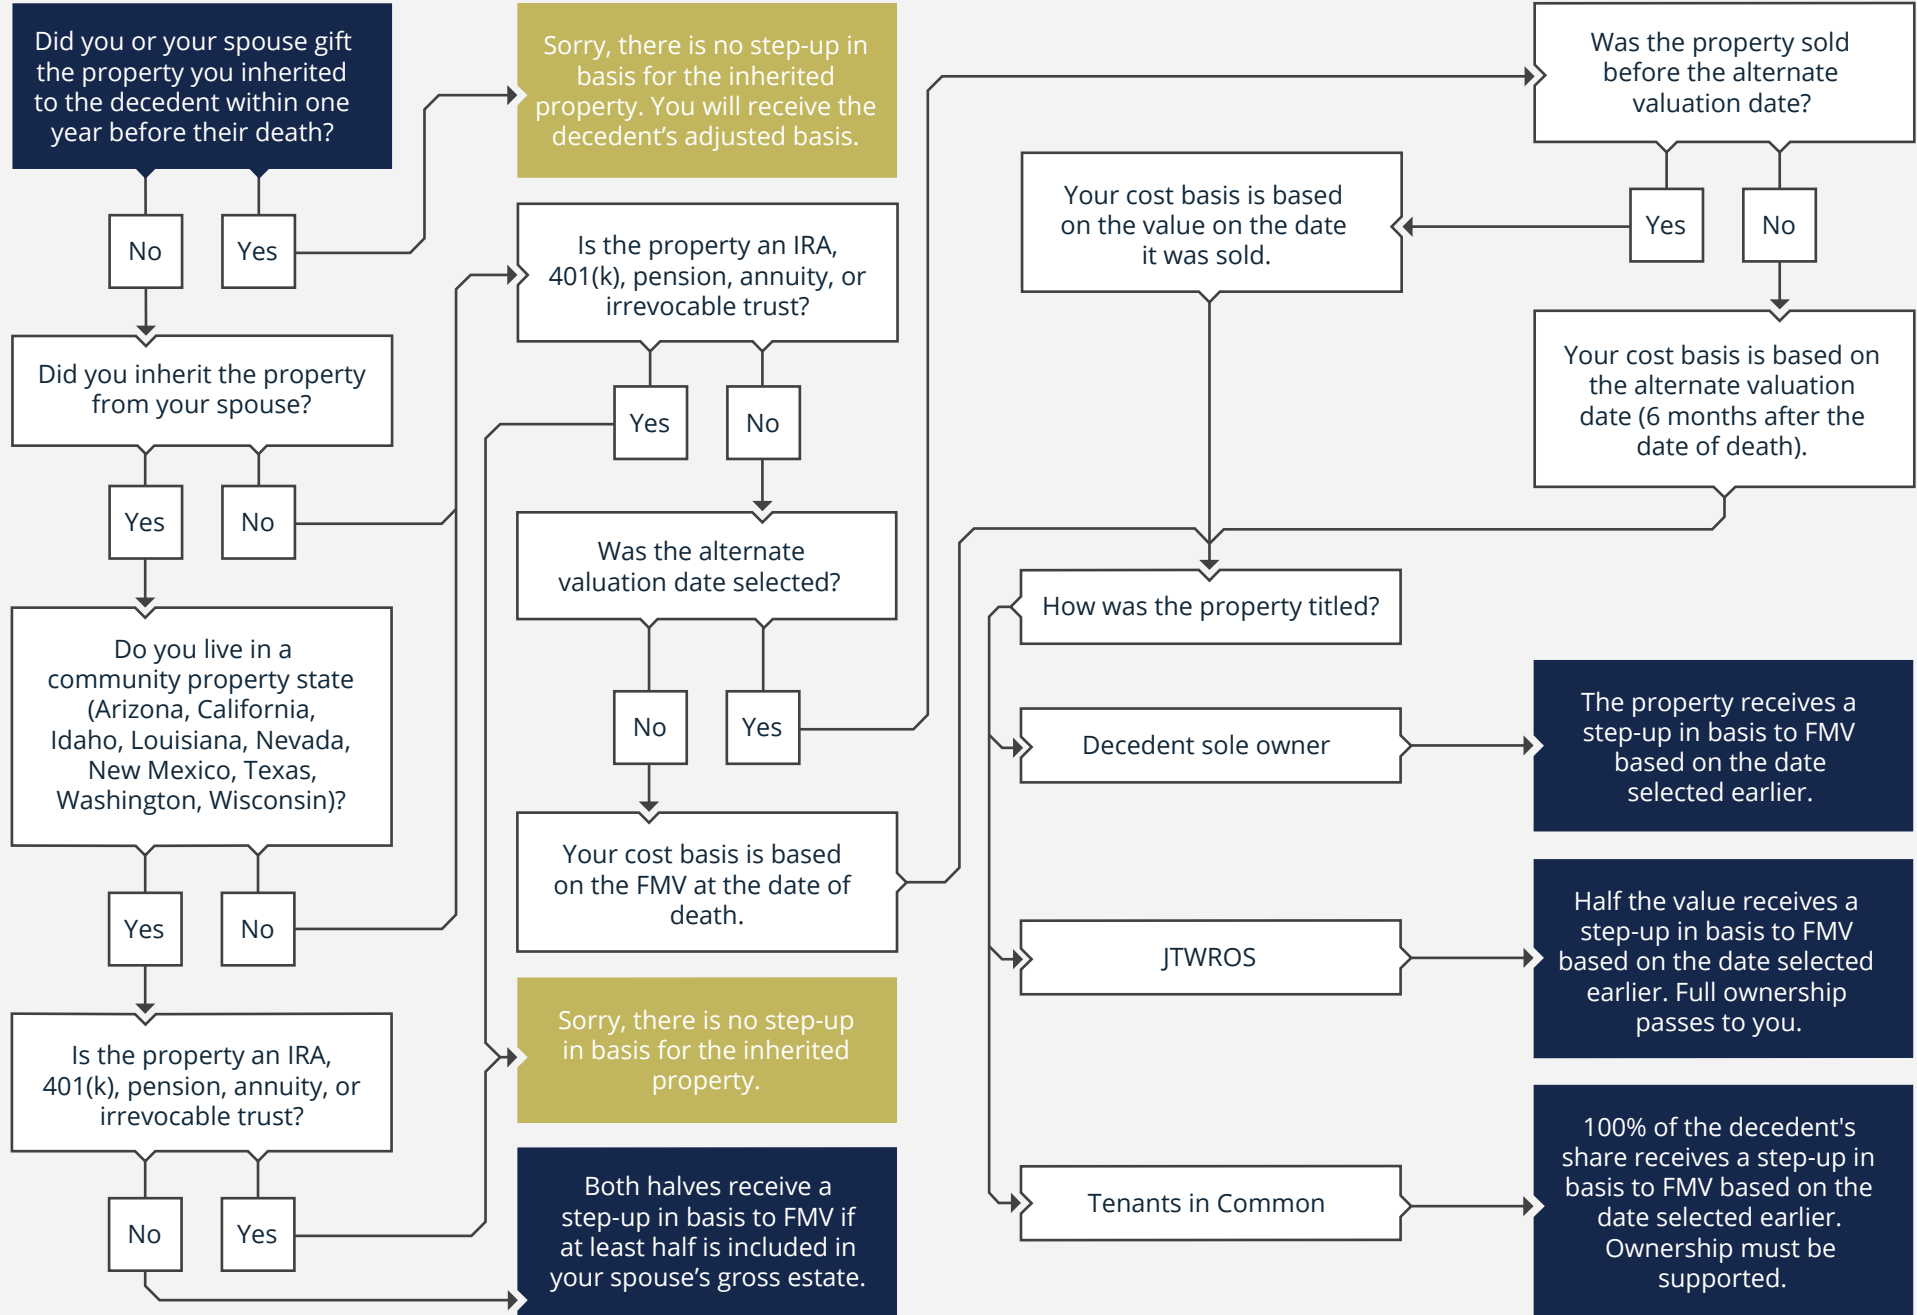 Did you or your spouse gift
the property you inherited
to the decedent within one
year before their death?
No
Yes
Sorry, there is no step-up in
basis for the inherited
property. You will receive the
decedent’s adjusted basis.
Did you inherit the property
from your spouse?
Yes
No
Do you live in a
community property state
(Arizona, California,
Idaho, Louisiana, Nevada,
New Mexico, Texas,
Washington, Wisconsin)?
Yes
No
Is the property an IRA,
401(k), pension, annuity, or
irrevocable trust?
No
Yes
Is the property an IRA,
401(k), pension, annuity, or
irrevocable trust?
Yes
No
Was the alternate
valuation date selected?
No
Yes
Your cost basis is based
on the FMV at the date of
death.
Sorry, there is no step-up
in basis for the inherited
property.
Both halves receive a
step-up in basis to FMV if
at least half is included in
your spouse’s gross estate.
Was the property sold
before the alternate
valuation date?
Yes
No
Your cost basis is based
on the value on the date
it was sold.
Your cost basis is based on
the alternate valuation
date (6 months after the
date of death).
How was the property titled?
Decedent sole owner
The property receives a
step-up in basis to FMV
based on the date
selected earlier.
JTWROS
Half the value receives a
step-up in basis to FMV
based on the date selected
earlier. Full ownership
passes to you.
Tenants in Common
100% of the decedent's
share receives a step-up in
basis to FMV based on the
date selected earlier.
Ownership must be
supported.